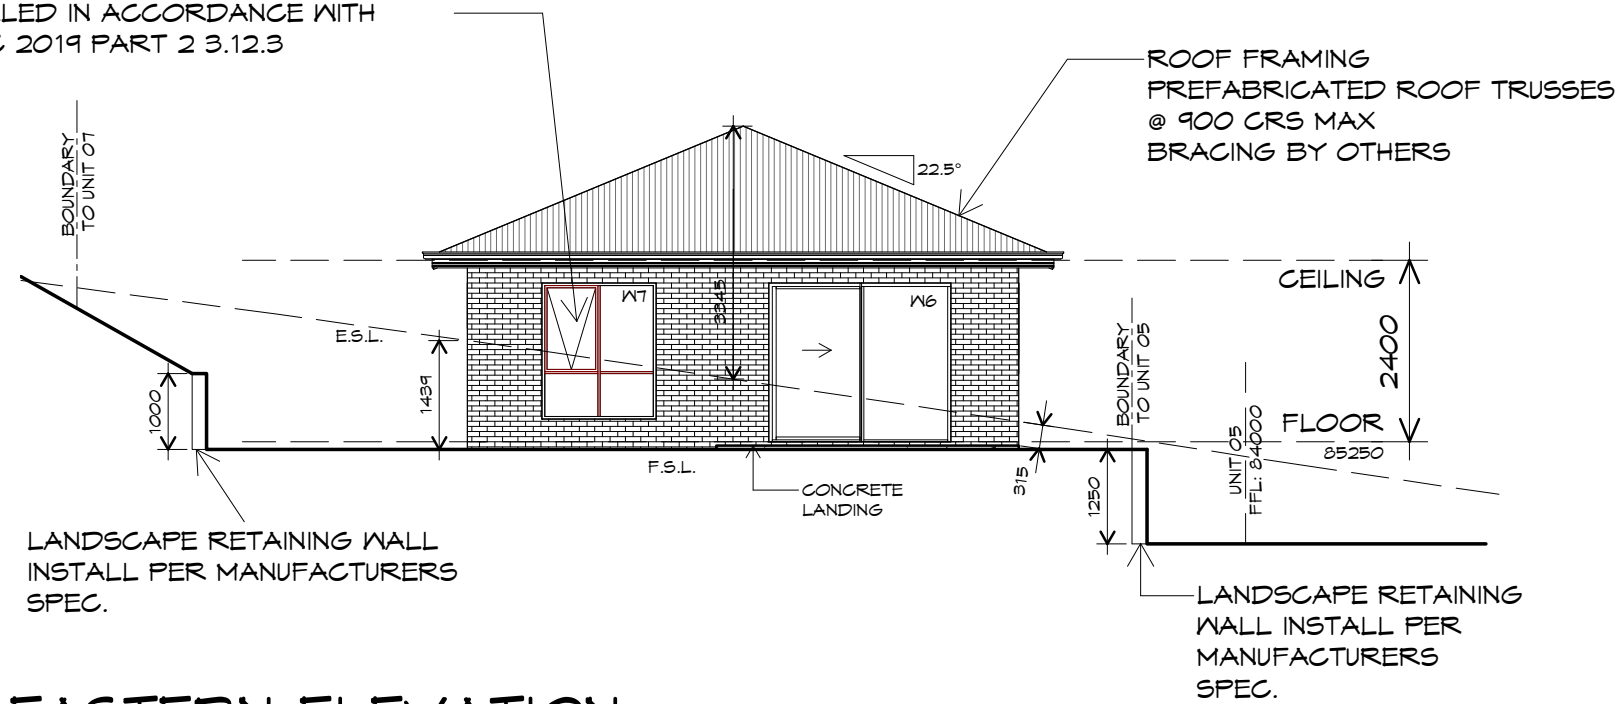 LLED IN ACCORDANCE WITH
C 2019 PART 2 3.12.3
ROOF FRAMING
PREFABRICATED ROOF TRUSSES
@ 900 CRS MAX
BRACING BY OTHERS
BOUNDARY
TO UNIT 07
22.5°
3345
W7
W6
CEILING
2400
FLOOR
85250
E.S.L.
1439
1000
BOUNDARY
TO UNIT 05
UNIT 05
FFL: 84000
F.S.L.
315
1250
CONCRETE
LANDING
LANDSCAPE RETAINING WALL
INSTALL PER MANUFACTURERS
SPEC.
LANDSCAPE RETAINING
WALL INSTALL PER
MANUFACTURERS
SPEC.
EASTERN ELEVATION